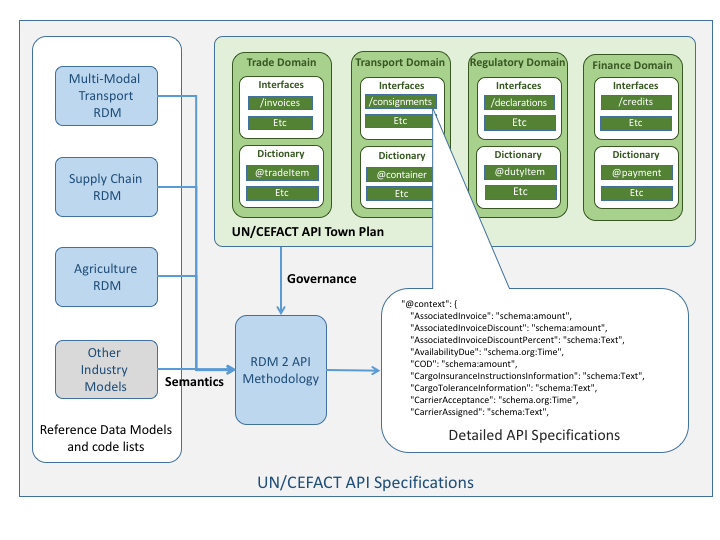 Multi-Modal
Transport
RDM
Supply Chain
RDM
Agriculture
RDM
Other
Industry
Models
Reference Data Models
and code lists
Trade Domain
Interfaces
/invoices
Etc
Dictionary
@tradeItem
Etc
Transport Domain
Interfaces
/consignments
Etc
Dictionary
@container
Etc
Regulatory Domain
Interfaces
/declarations
Etc
Dictionary
@dutyItem
Etc
Finance Domain
Interfaces
/credits
Etc
Dictionary
@payment
Etc
UN/CEFACT API Town Plan
Governance
Semantics
RDM 2 API
Methodology
"@context": {
"AssociatedInvoice": "schema:amount",
"AssociatedInvoiceDiscount": "schema:amount",
"AssociatedInvoiceDiscountPercent": "schema:Text",
"AvailabilityDue": "schema.org:Time",
"COD": "schema:amount",
"CargoInsuranceInstructionsInformation": "schema:Text",
"CargoToleranceInformation": "schema:Text",
"CarrierAcceptance": "schema.org:Time",
"CarrierAssigned": "schema:Text",
Detailed API Specifications
UN/CEFACT API Specifications